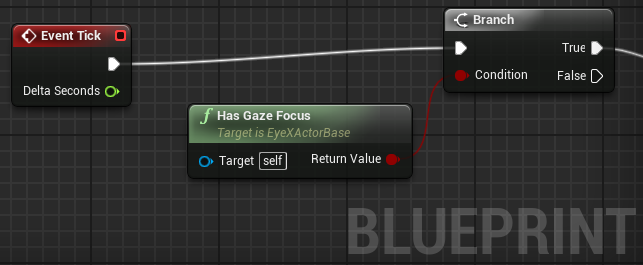 Event Tick
Delta Seconds
f Has Gaze Focus
Target is EyeXActorBase
Target self Return Value
Branch
True
Condition
False
BLUEPRINT